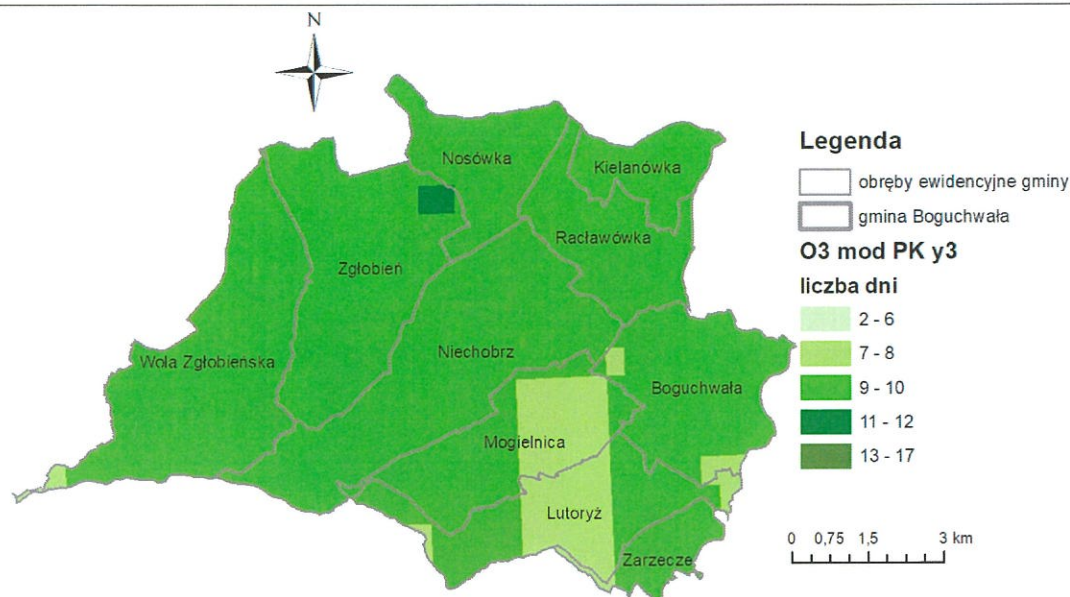 N
Nosówka
Kielanówka
Racławówka
Zgłobień
Niechobrz
Wola Zgłobieńska
Boguchwała
Mogielnica
Lutoryż
Zarzecze
Legenda
obręby ewidencyjne gminy
gmina Boguchwała
O3 mod PK y3
liczba dni
2 - 6
7 - 8
9 - 10
11 - 12
13 - 17
0 0,75 1,5 3 km